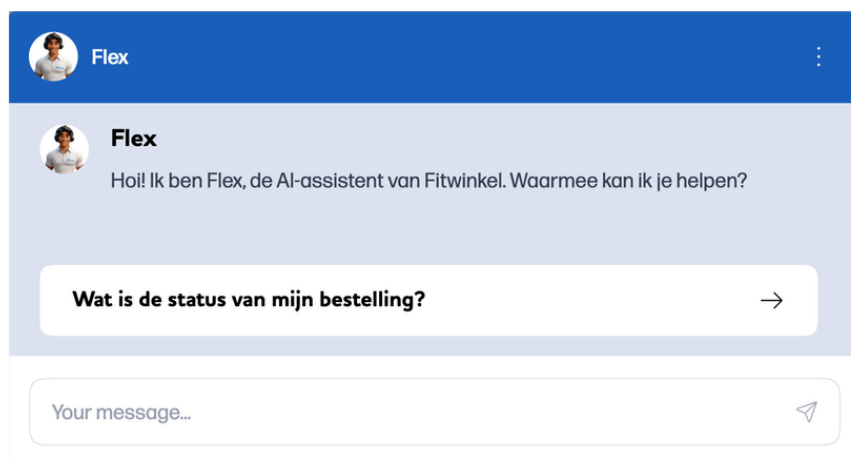 Flex
Flex
Hoi! Ik ben Flex, de AI-assistent van Fitwinkel. Waarmee kan ik je helpen?
Wat is de status van mijn bestelling?
Your message...